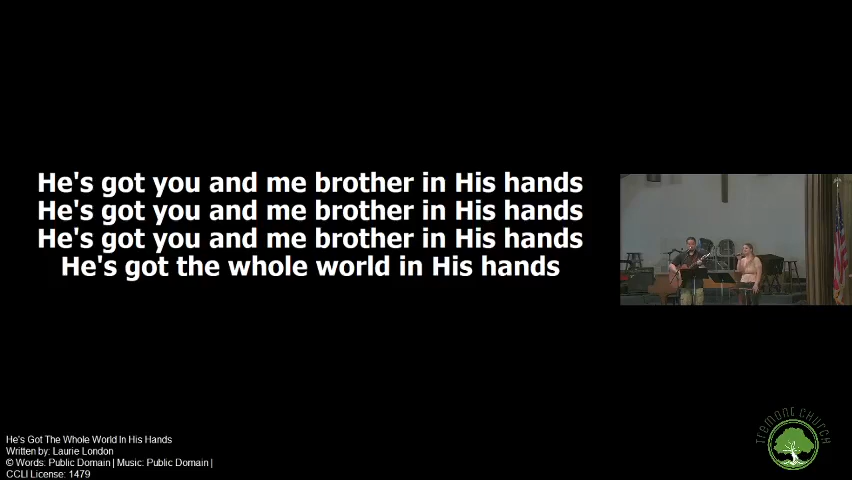 He's got you and me brother in His hands
He's got you and me brother in His hands
He's got you and me brother in His hands
He's got the whole world in His hands
He's Got The Whole World In His Hands
Written by: Laurie London
© Words: Public Domain | Music: Public Domain |
CCLI License: 1479
Tremont Church